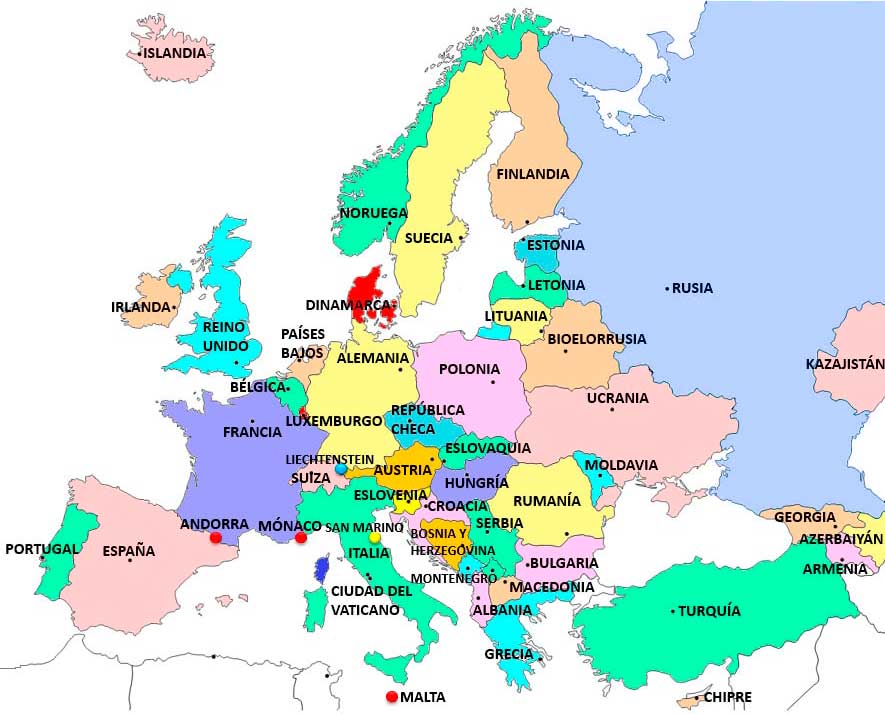 ISLANDIA
FINLANDIA
NORUEGA
SUECIA
ESTONIA
LETONIA
RUSIA
DINAMARCA
IRLANDA
LITUANIA
REINO
UNIDO
PAÍSES
BAJOS
BIOELORRUSIA
ALEMANIA
POLONIA
KAZAJISTÁN
BÉLGICA
UCRANIA
LUXEMBURGO
REPÚBLICA
CHECA
FRANCIA
ESLOVAQUIA
LIECHTENSTEIN
SUIZA
AUSTRIA
MOLDAVIA
HUNGRÍA
ESLOVENIA
RUMANÍA
CROACIA
ANDORRA
MÓNACO
SAN MARINO
SERBIA
GEORGIA
BOSNIA Y
HERZEGOVINA
AZERBAIYÁN
PORTUGAL
ESPAÑA
ITALIA
BULGARIA
ARMENIA
MONTENEGRO
MACEDONIA
CIUDAD DEL
VATICANO
ALBANIA
TURQUÍA
GRECIA
MALTA
CHIPRE